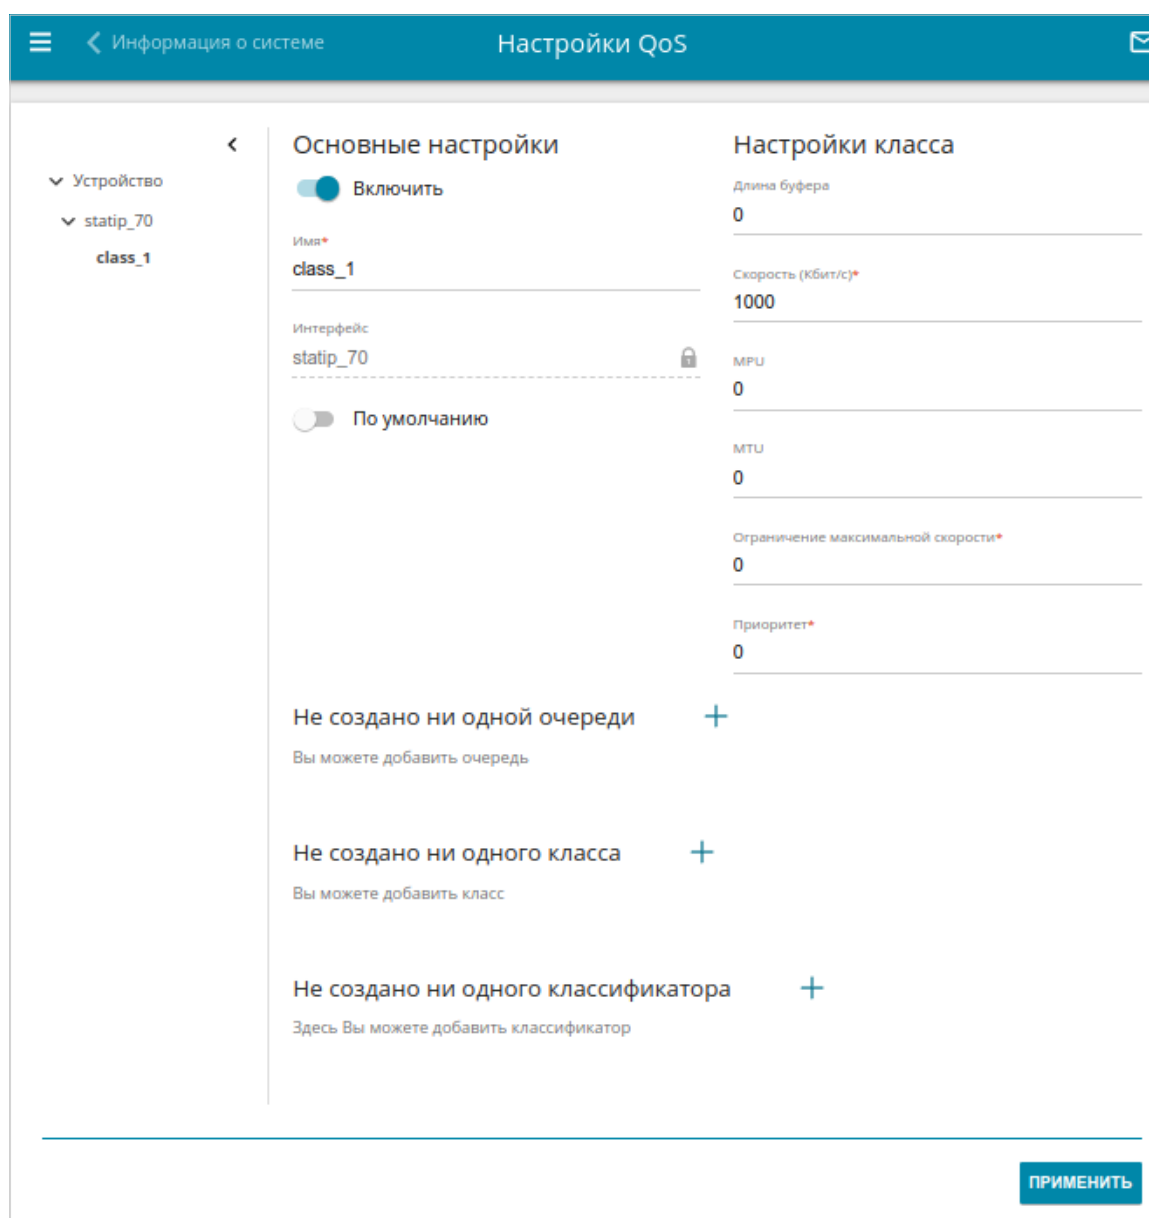 Информация о системе
Настройки QoS
Устройство
statip_70
class_1
Основные настройки
Включить
Имя*
class_1
Интерфейс
statip_70
По умолчанию
Настройки класса
Длина буфера
0
Скорость (Кбит/с)*
1000
MPU
0
MTU
0
Ограничение максимальной скорости*
0
Приоритет*
0
Не создано ни одной очереди
Вы можете добавить очередь
Не создано ни одного класса
Вы можете добавить класс
Не создано ни одного классификатора
Здесь Вы можете добавить классификатор
ПРИМЕНИТЬ